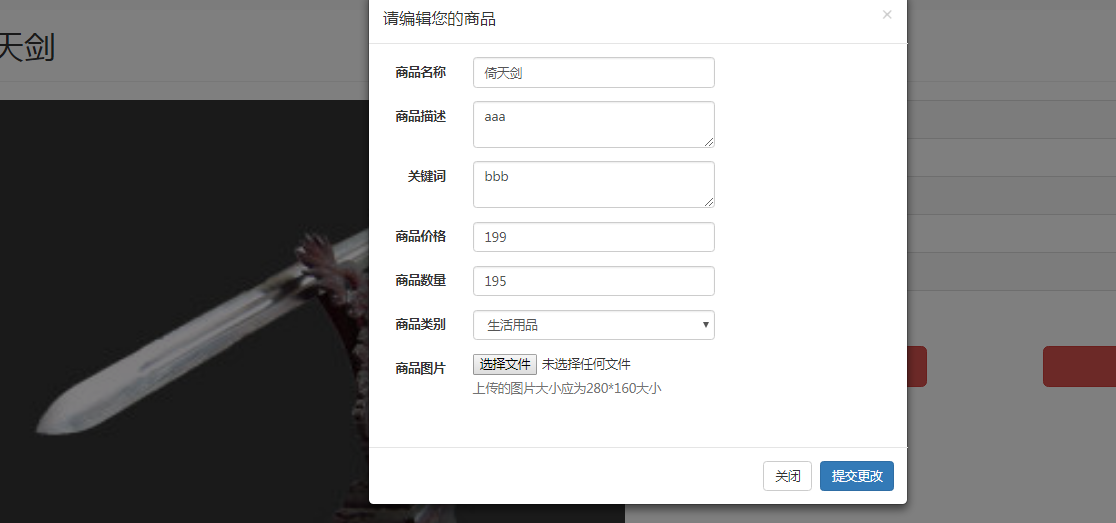 请编辑您的商品 ×
天剑
商品名称 倚天剑
商品描述 aaa
关键词 bbb
商品价格 199
商品数量 195
商品类别 生活用品
商品图片 选择文件 未选择任何文件
上传的图片大小应为280*160大小
关闭 提交更改